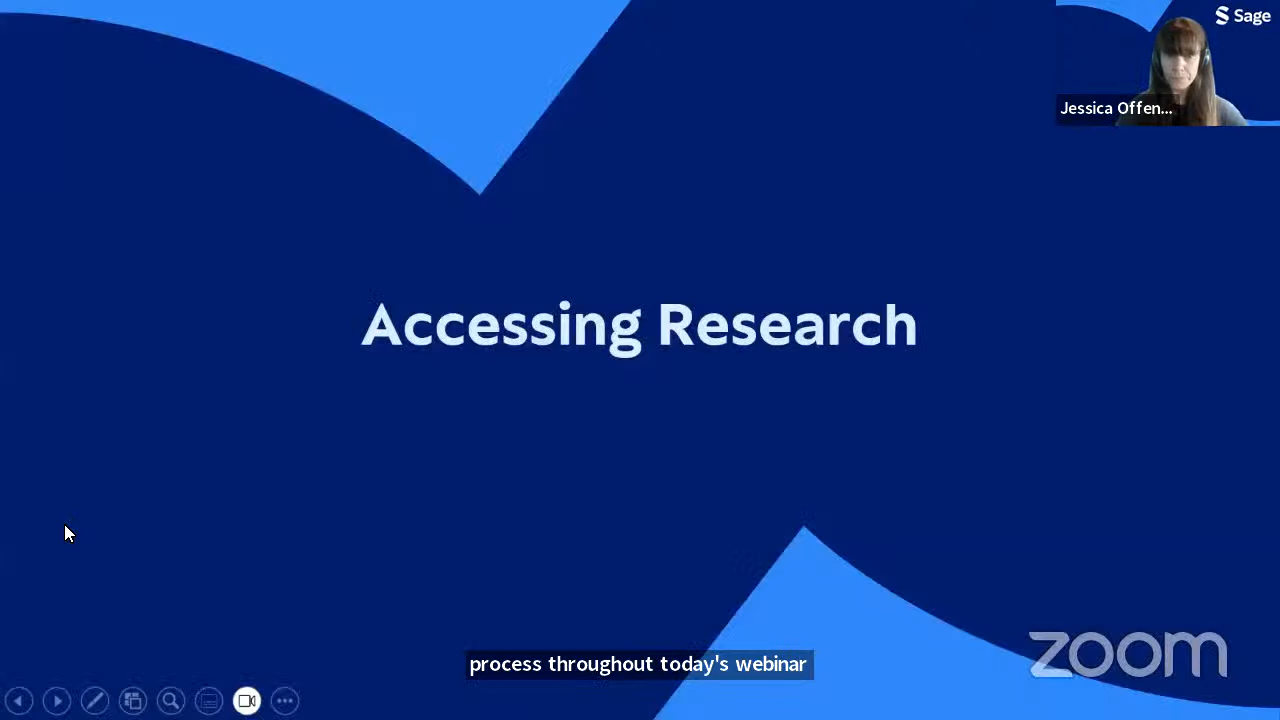 Sage
Jessica Offen...
Accessing Research
process throughout today's webinar
zoom